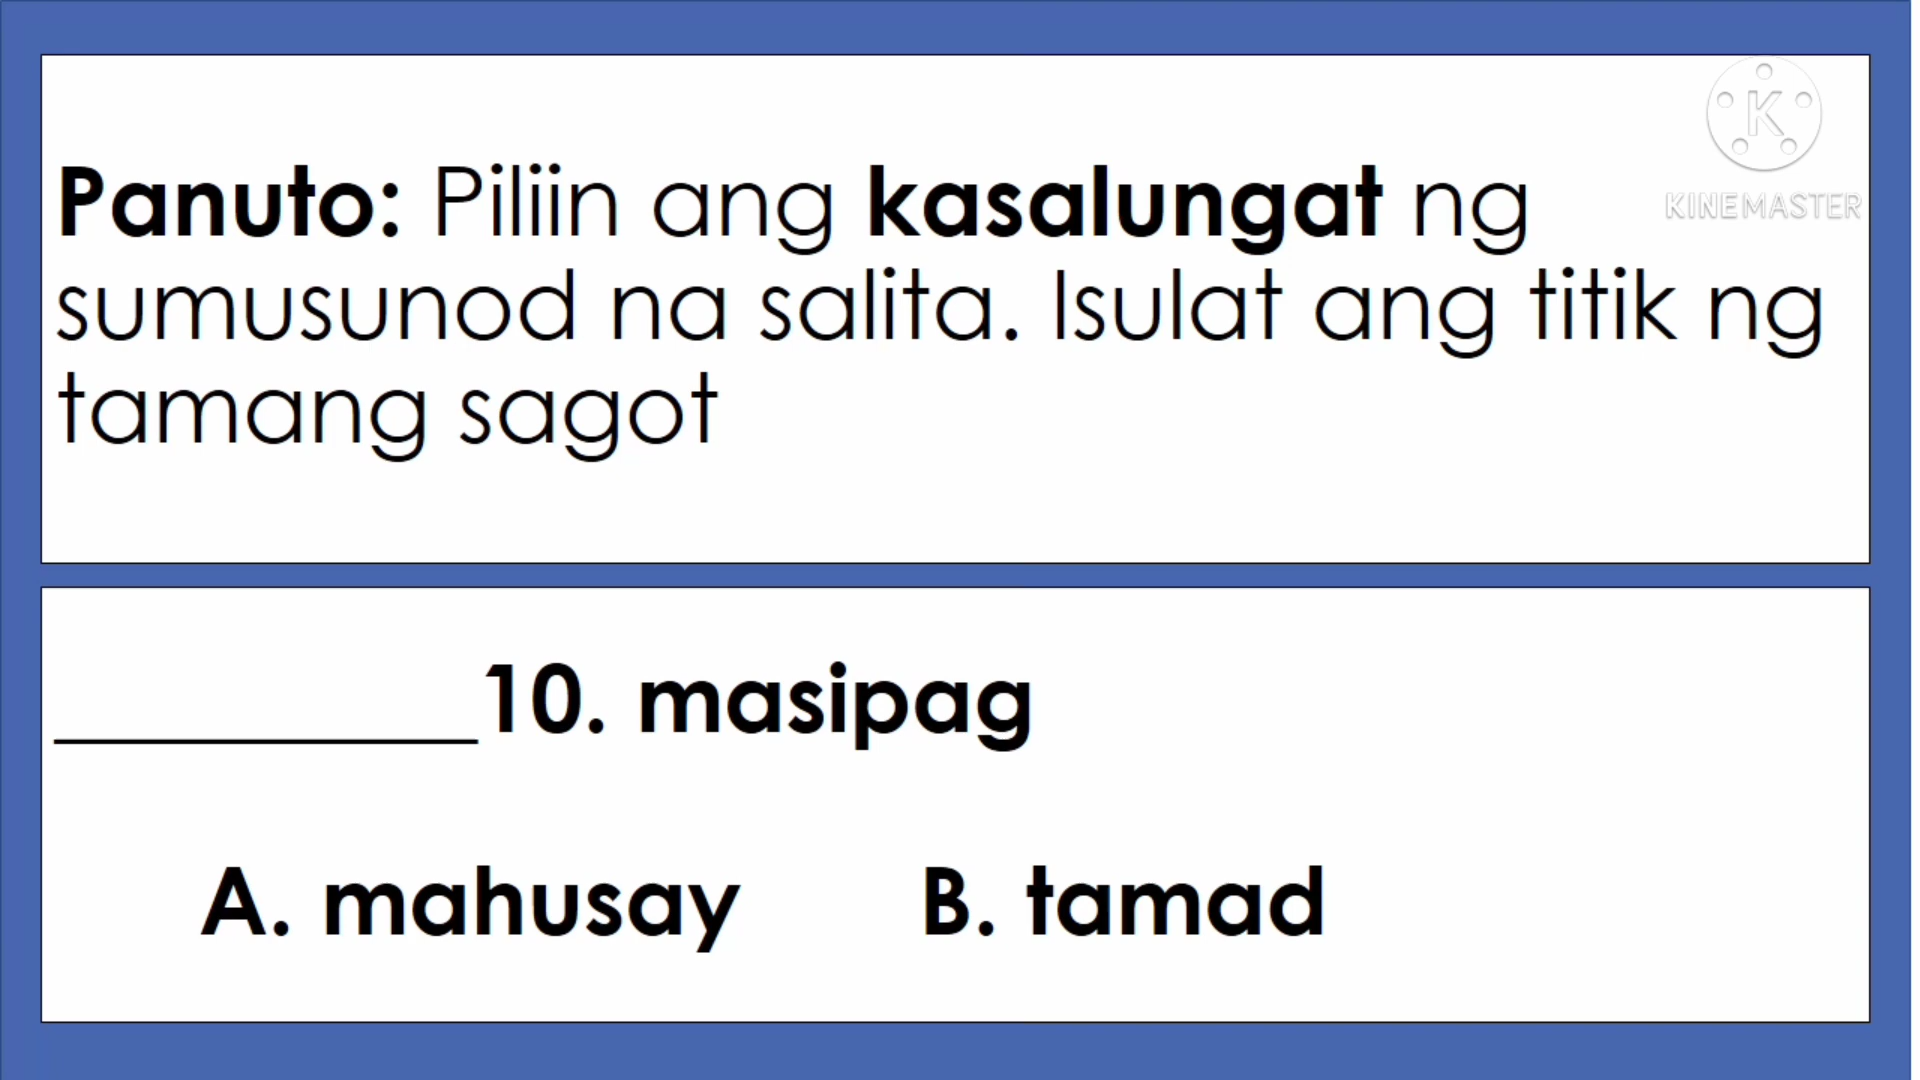 K
KINEMASTER
Panuto: Piliin ang kasalungat ng
sumusunod na salita. Isulat ang titik ng
tamang sagot
__________10. masipag
A. mahusay B. tamad